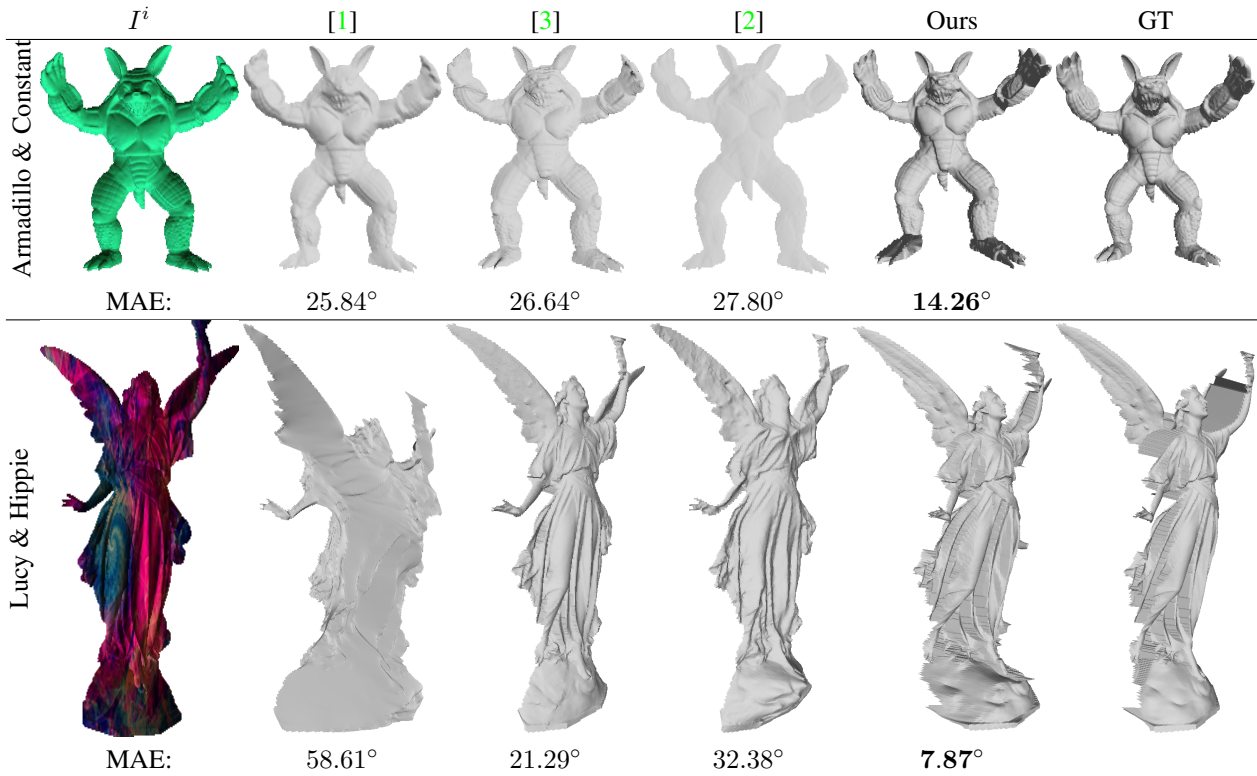 I^i [1] [3] [2] Ours GT
Armadillo & Constant
MAE: 25.84° 26.64° 27.80° 14.26°
Lucy & Hippie
MAE: 58.61° 21.29° 32.38° 7.87°